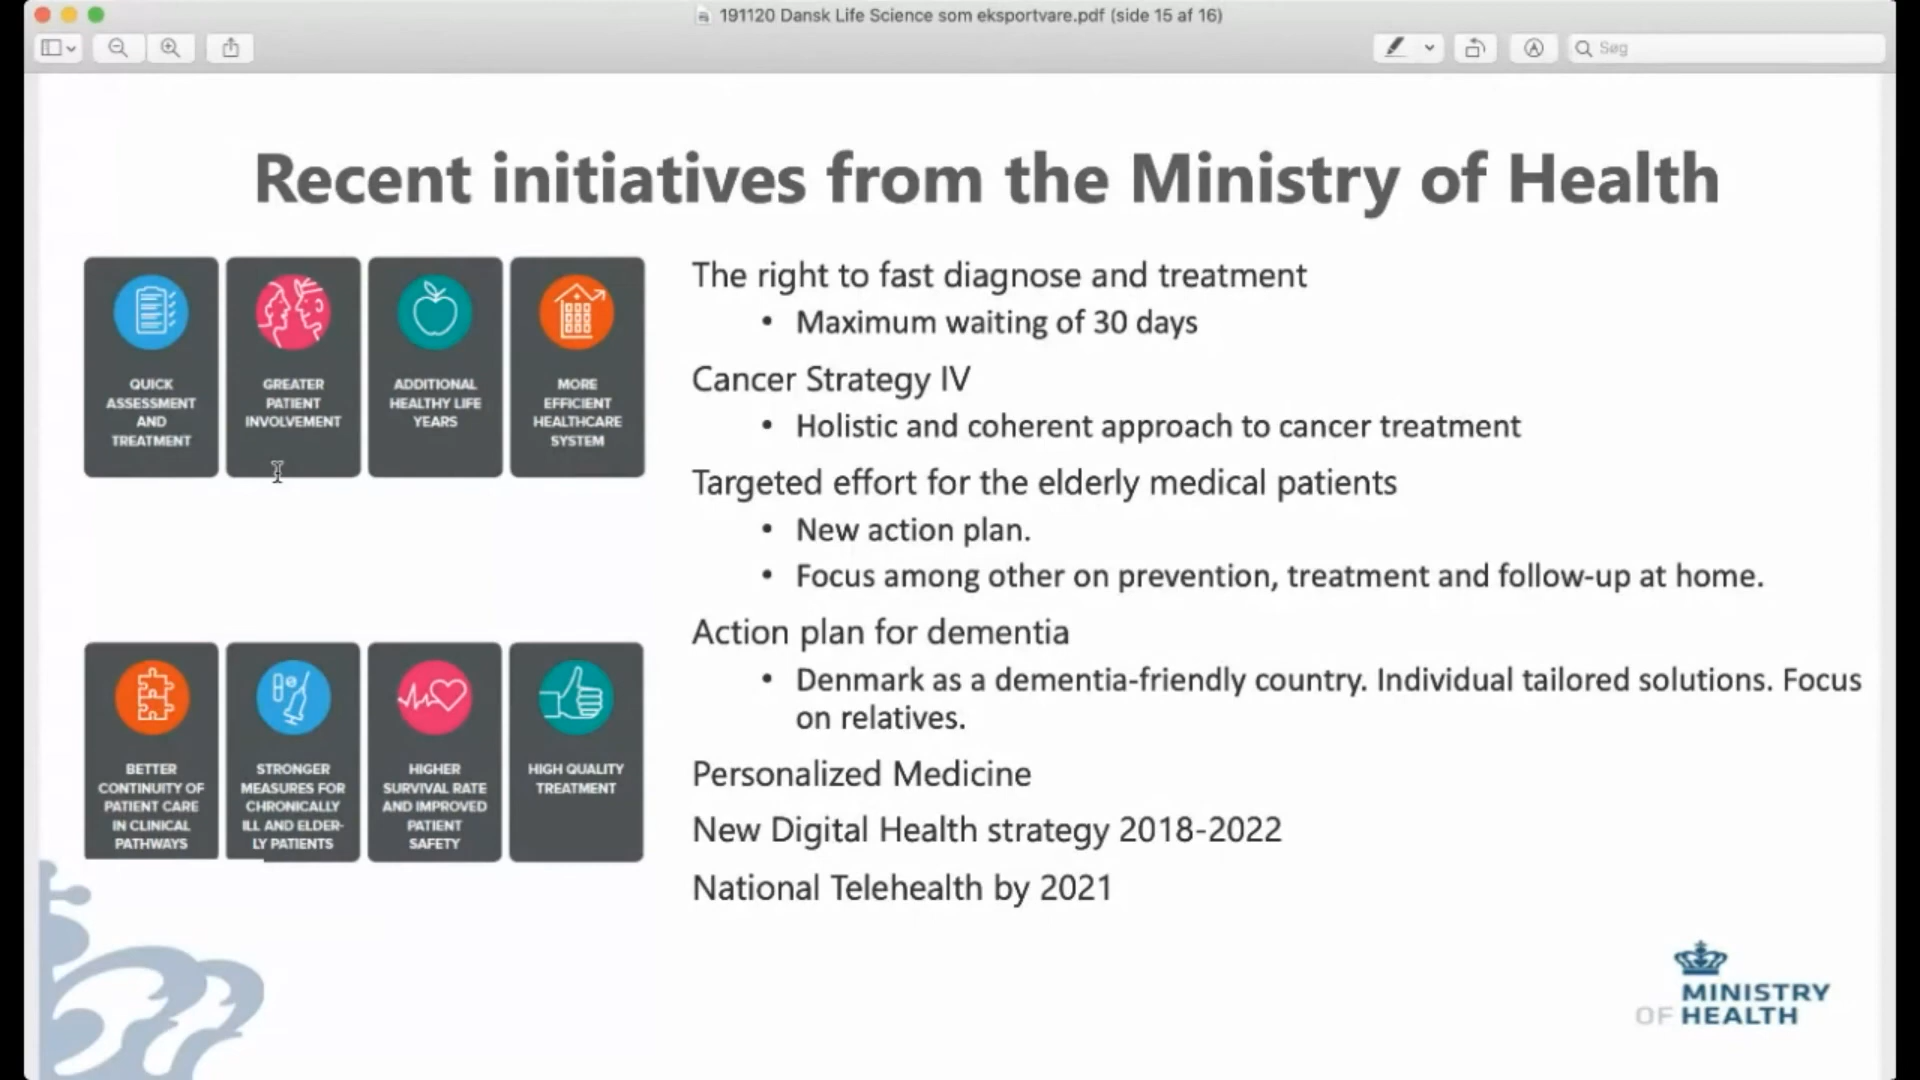 191120 Dansk Life Science som eksportvare.pdf (side 15 af 16)
Søg
Recent initiatives from the Ministry of Health
QUICK
ASSESSMENT
AND
TREATMENT
GREATER
PATIENT
INVOLVEMENT
ADDITIONAL
HEALTHY LIFE
YEARS
MORE
EFFICIENT
HEALTHCARE
SYSTEM
BETTER
CONTINUITY OF
PATIENT CARE
IN CLINICAL
PATHWAYS
STRONGER
MEASURES FOR
CHRONICALLY
ILL AND ELDER-
LY PATIENTS
HIGHER
SURVIVAL RATE
AND IMPROVED
PATIENT
SAFETY
HIGH QUALITY
TREATMENT
The right to fast diagnose and treatment
• Maximum waiting of 30 days
Cancer Strategy IV
• Holistic and coherent approach to cancer treatment
Targeted effort for the elderly medical patients
• New action plan.
• Focus among other on prevention, treatment and follow-up at home.
Action plan for dementia
• Denmark as a dementia-friendly country. Individual tailored solutions. Focus
on relatives.
Personalized Medicine
New Digital Health strategy 2018-2022
National Telehealth by 2021
MINISTRY
OF HEALTH